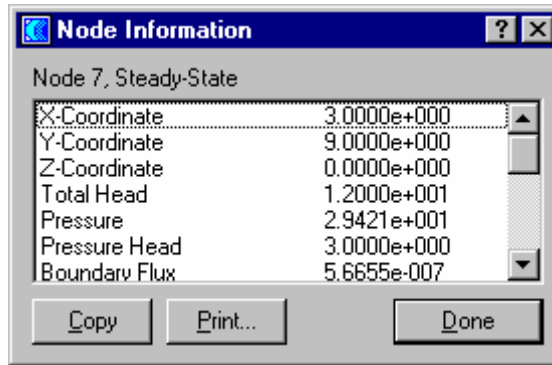 Node Information
Node 7, Steady-State
X-Coordinate 3.0000e+000
Y-Coordinate 9.0000e+000
Z-Coordinate 0.0000e+000
Total Head 1.2000e+001
Pressure 2.9421e+001
Pressure Head 3.0000e+000
Boundary Flux 5.6655e-007
Copy Print... Done